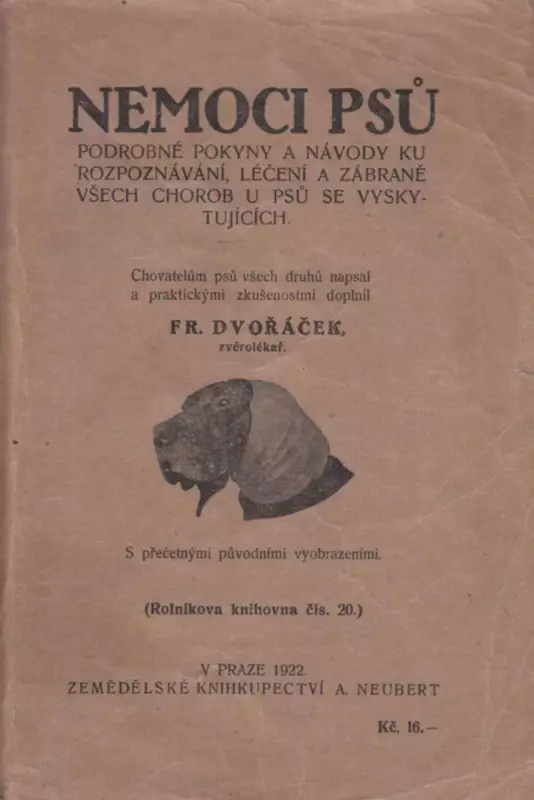 NEMOCI PSŮ
PODROBNÉ POKYNY A NÁVODY KU
ROZPOZNÁVÁNÍ, LÉČENÍ A ZÁBRANĚ
VŠECH CHOROB U PSŮ SE VYSKY-
TUJÍCÍCH.
Chovatelům psů všech druhů napsal
a praktickými zkušenostmi doplnil
FR. DVOŘÁČEK,
zvěrolékař.
S přečetnými původními vyobrazeními.
(Rolníkova knihovna čís. 20.)
V PRAZE 1922.
ZEMĚDĚLSKÉ KNIHKUPECTVÍ A. NEUBERT
Kč. 16.—